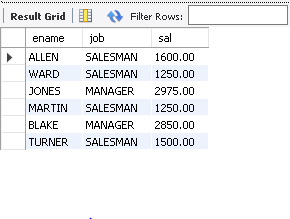 Result Grid Filter Rows:
ename job sal
ALLEN SALESMAN 1600.00
WARD SALESMAN 1250.00
JONES MANAGER 2975.00
MARTIN SALESMAN 1250.00
BLAKE MANAGER 2850.00
TURNER SALESMAN 1500.00